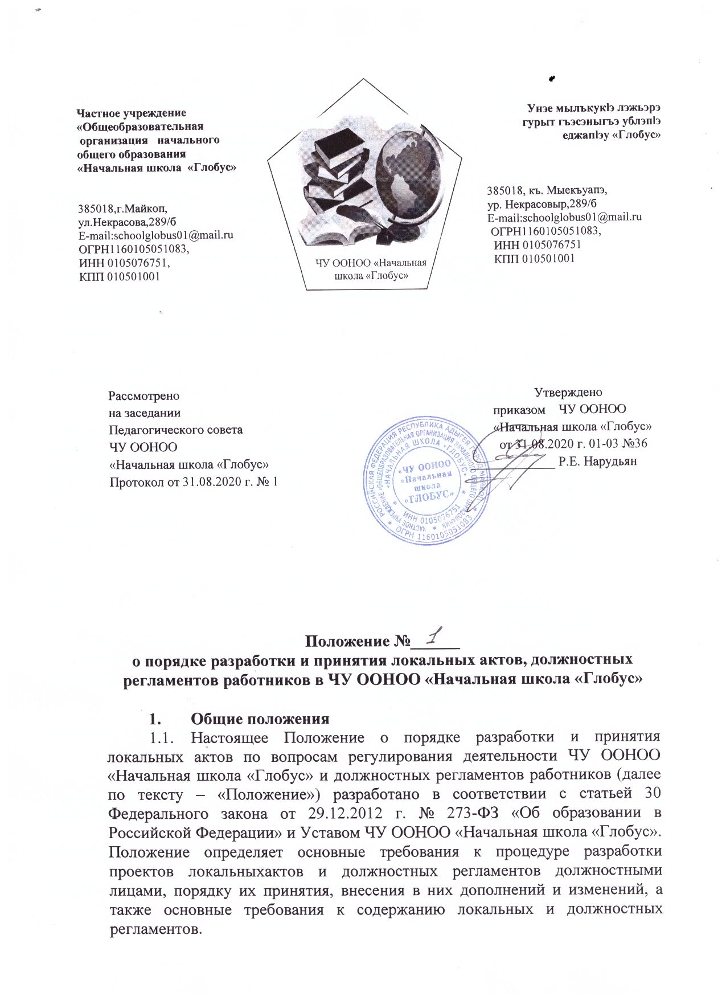 Частное учреждение
«Общеобразовательная
организация начального
общего образования
«Начальная школа «Глобус»
385018,г.Майкоп,
ул.Некрасова,289/б
E-mail:schoolglobus01@mail.ru
ОГРН1160105051083,
ИНН 0105076751,
КПП 010501001
ЧУ ООНОО «Начальная
школа «Глобус»
Унэе мылъкукIэ лэжьэрэ
гурыт гъэсэныгъэ ублэпIэ
еджапIэу «Глобус»
385018, къ. Мыекъуапэ,
ур. Некрасовыр,289/б
E-mail:schoolglobus01@mail.ru
ОГРН1160105051083,
ИНН 0105076751
КПП 010501001
Рассмотрено
на заседании
Педагогического совета
ЧУ ООНОО
«Начальная школа «Глобус»
Протокол от 31.08.2020 г. № 1
Утверждено
приказом ЧУ ООНОО
«Начальная школа «Глобус»
от 31.08.2020 г. 01-03 №36
____________ Р.Е. Нарудьян
РОССИЙСКАЯ ФЕДЕРАЦИЯ РЕСПУБЛИКА АДЫГЕЯ ГОРОД МАЙКОП
* ОГРН 1160105051083 *
ЧАСТНОЕ УЧРЕЖДЕНИЕ «ОБЩЕОБРАЗОВАТЕЛЬНАЯ ОРГАНИЗАЦИЯ НАЧАЛЬНОГО ОБЩЕГО ОБРАЗОВАНИЯ *
«НАЧАЛЬНАЯ ШКОЛА «ГЛОБУС»
* ИНН 0105076751 *
«ЧУ ООНОО
«Начальная
школа
«ГЛОБУС»
Положение №__1__
о порядке разработки и принятия локальных актов, должностных
регламентов работников в ЧУ ООНОО «Начальная школа «Глобус»
1. Общие положения
1.1. Настоящее Положение о порядке разработки и принятия
локальных актов по вопросам регулирования деятельности ЧУ ООНОО
«Начальная школа «Глобус» и должностных регламентов работников (далее
по тексту – «Положение») разработано в соответствии с статьей 30
Федерального закона от 29.12.2012 г. № 273-ФЗ «Об образовании в
Российской Федерации» и Уставом ЧУ ООНОО «Начальная школа «Глобус».
Положение определяет основные требования к процедуре разработки
проектов локальныхактов и должностных регламентов должностными
лицами, порядку их принятия, внесения в них дополнений и изменений, а
также основные требования к содержанию локальных и должностных
регламентов.